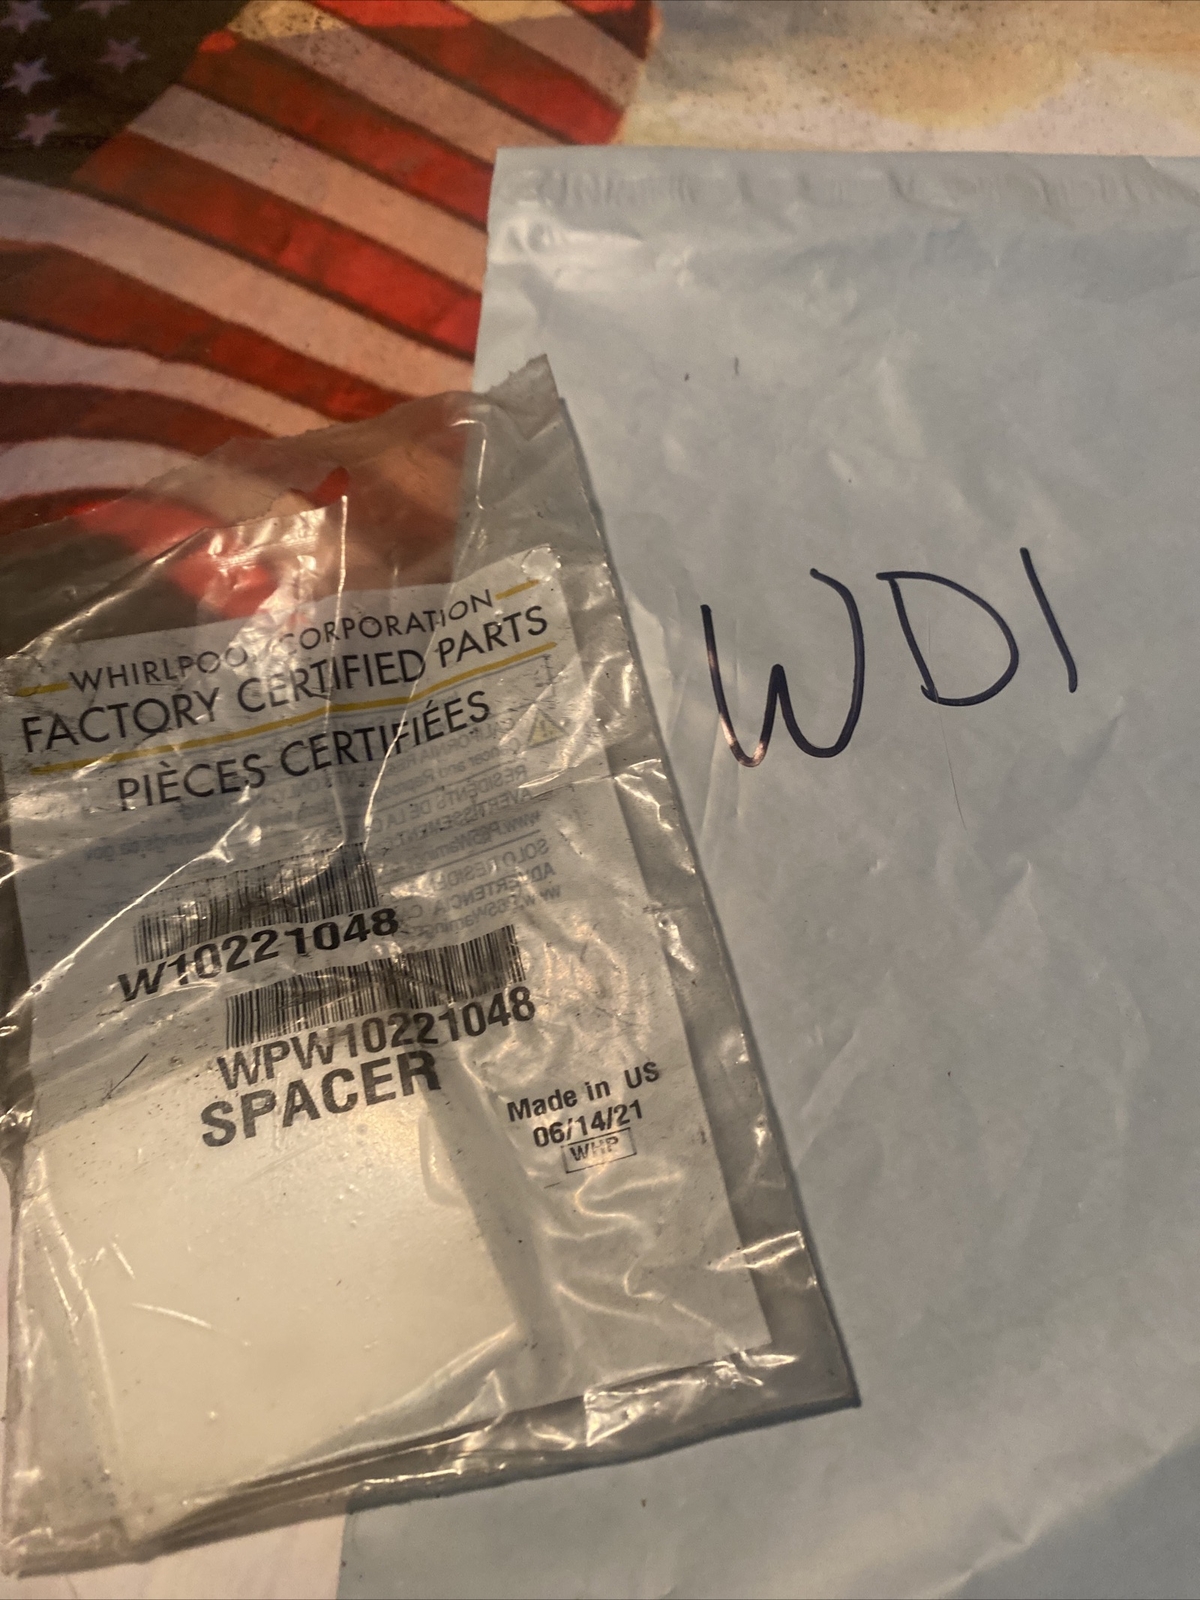 WHIRLPOOL CORPORATION
FACTORY CERTIFIED PARTS
PIÈCES CERTIFIÉES
W10221048
WPW10221048
SPACER
Made in US
06/14/21
WHP
WDI